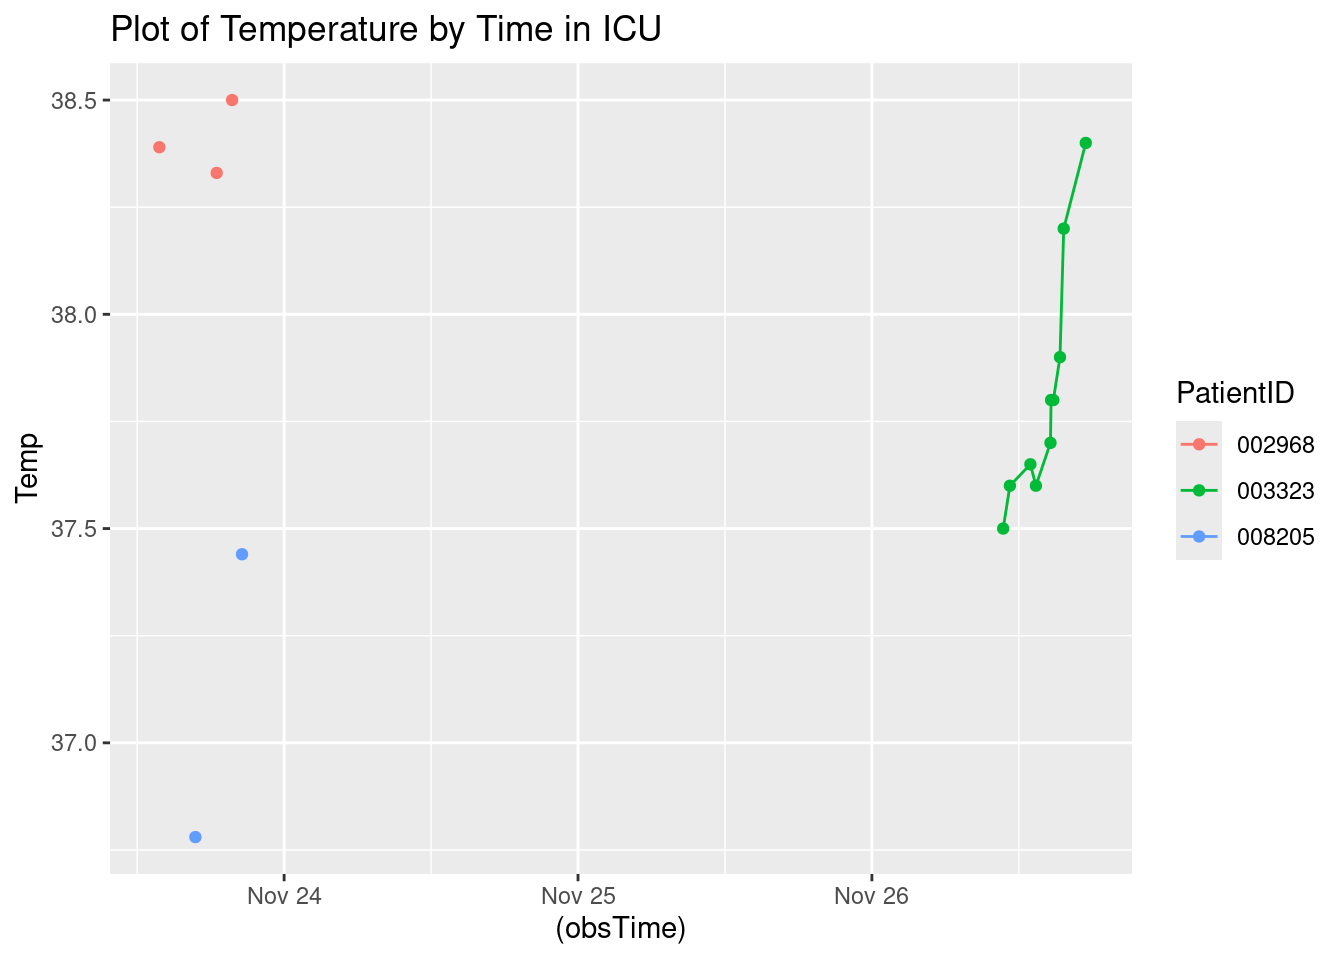 Plot of Temperature by Time in ICU
38.5
38.0
37.5
37.0
Temp
Nov 24
Nov 25
Nov 26
(obsTime)
PatientID
002968
003323
008205